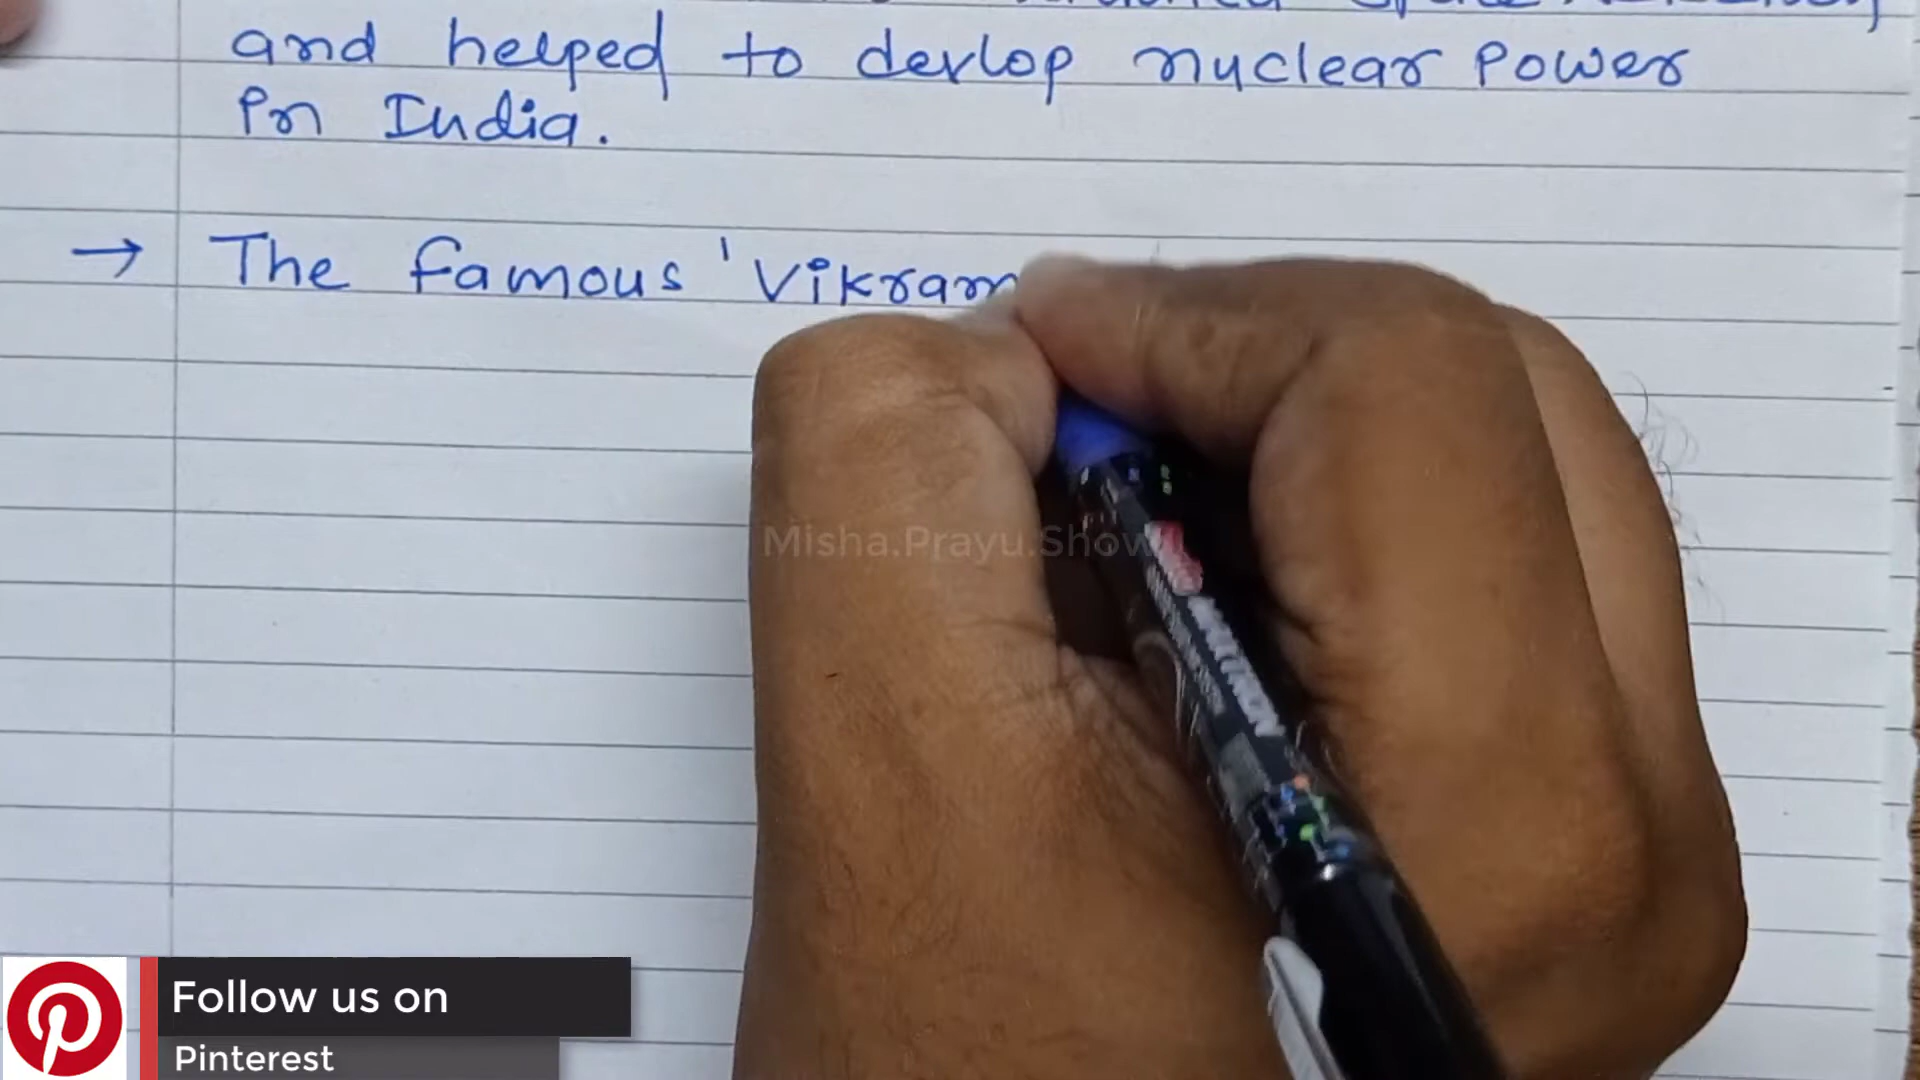 and helped to devlop nuclear Power
in India.
→ The famous 'Vikram
Misha.Prayu.Show
Follow us on
Pinterest